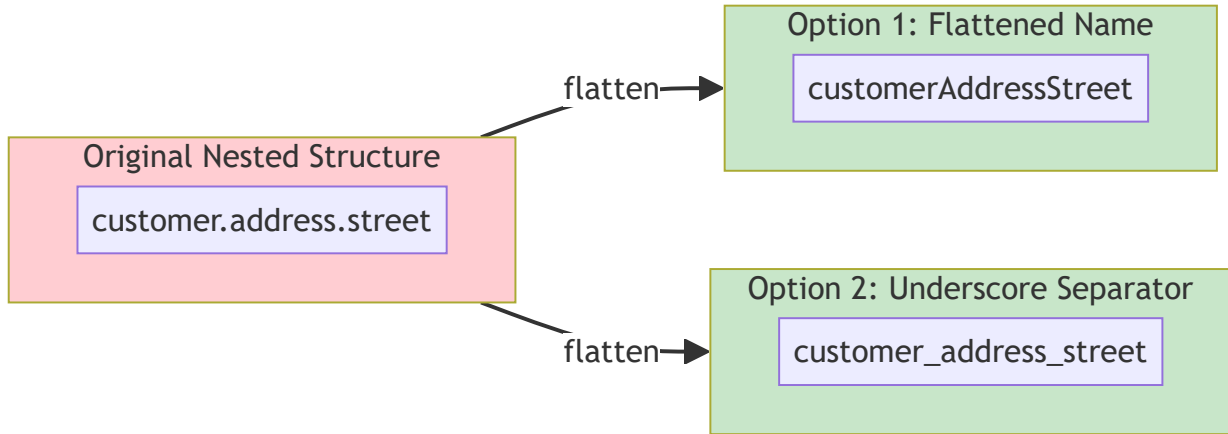 Original Nested Structure
customer.address.street
flatten
flatten
Option 1: Flattened Name
customerAddressStreet
Option 2: Underscore Separator
customer_address_street